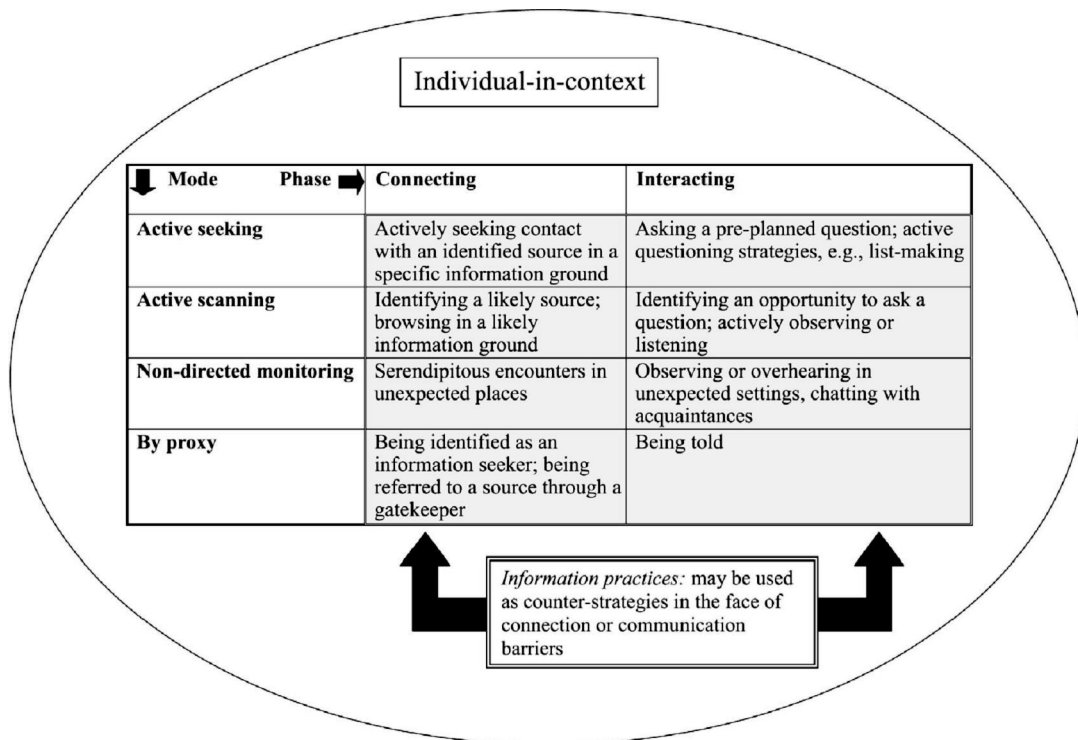 Individual-in-context
Mode Phase Connecting Interacting
Active seeking
Actively seeking contact
with an identified source in a
specific information ground
Asking a pre-planned question; active
questioning strategies, e.g., list-making
Active scanning
Identifying a likely source;
browsing in a likely
information ground
Identifying an opportunity to ask a
question; actively observing or
listening
Non-directed monitoring
Serendipitous encounters in
unexpected places
Observing or overhearing in
unexpected settings, chatting with
acquaintances
By proxy
Being identified as an
information seeker; being
referred to a source through a
gatekeeper
Being told
Information practices: may be used
as counter-strategies in the face of
connection or communication
barriers